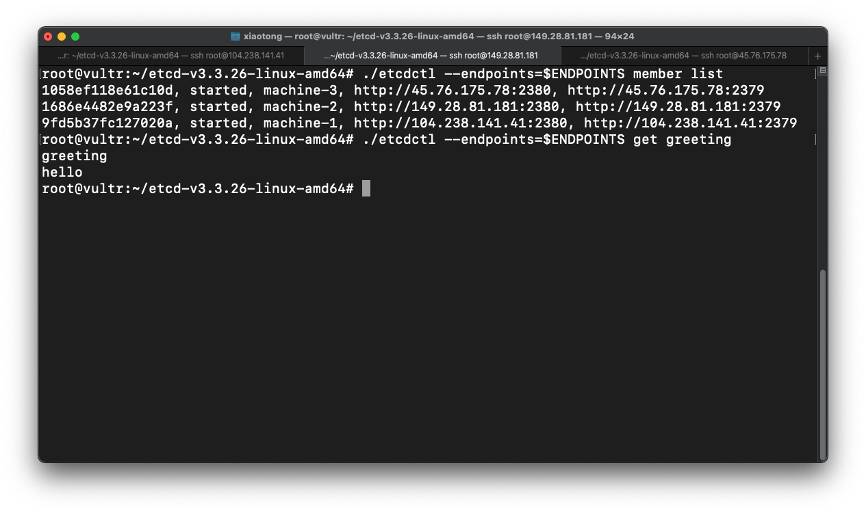 xiaotong — root@vultr: ~/etcd-v3.3.26-linux-amd64 — ssh root@149.28.81.181 — 94×24
...r: ~/etcd-v3.3.26-linux-amd64 — ssh root@104.238.141.41
...~/etcd-v3.3.26-linux-amd64 — ssh root@149.28.81.181
.../etcd-v3.3.26-linux-amd64 — ssh root@45.76.175.78
+
[root@vultr:~/etcd-v3.3.26-linux-amd64# ./etcdctl --endpoints=$ENDPOINTS member list ]
1058ef118e61c10d, started, machine-3, http://45.76.175.78:2380, http://45.76.175.78:2379
1686e4482e9a223f, started, machine-2, http://149.28.81.181:2380, http://149.28.81.181:2379
9fd5b37fc127020a, started, machine-1, http://104.238.141.41:2380, http://104.238.141.41:2379
[root@vultr:~/etcd-v3.3.26-linux-amd64# ./etcdctl --endpoints=$ENDPOINTS get greeting ]
greeting
hello
root@vultr:~/etcd-v3.3.26-linux-amd64#